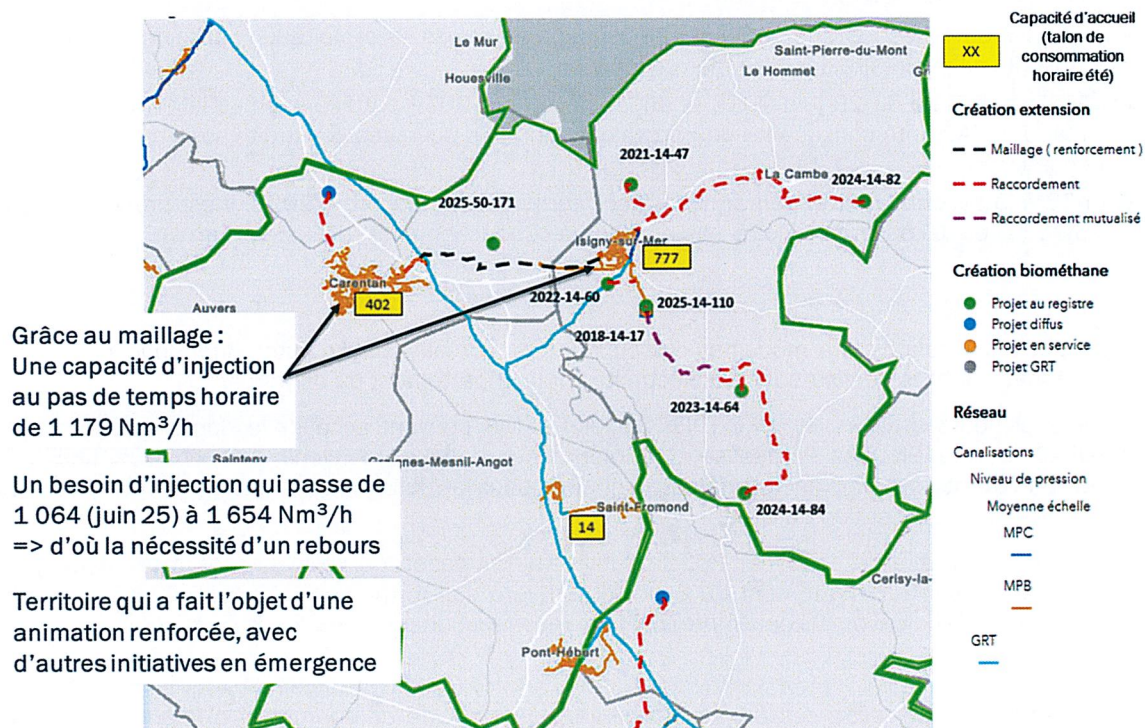 Le Mur
Houesville
Saint-Pierre-du-Mont
Le Hommet
2021-14-47
La Cambe
2024-14-82
2025-50-171
Isigny-sur-Mer
777
Carentan
402
2022-14-60
2025-14-110
Auvers
2018-14-17
2023-14-64
Grâce au maillage :
Une capacité d'injection
au pas de temps horaire
de 1 179 Nm³/h
Sainteny
Graignes-Mesnil-Angot
Un besoin d'injection qui passe de
1 064 (juin 25) à 1 654 Nm³/h
=> d'où la nécessité d'un rebours
2024-14-84
14
Saint-Fromond
Cerisy-la-
Territoire qui a fait l'objet d'une
animation renforcée, avec
d'autres initiatives en émergence
Pont-Hébert
XX
Capacité d'accueil
(talon de
consommation
horaire été)
Création extension
Maillage ( renforcement )
Raccordement
Raccordement mutualisé
Création biométhane
Projet au registre
Projet diffus
Projet en service
Projet GRT
Réseau
Canalisations
Niveau de pression
Moyenne échelle
MPC
MPB
GRT